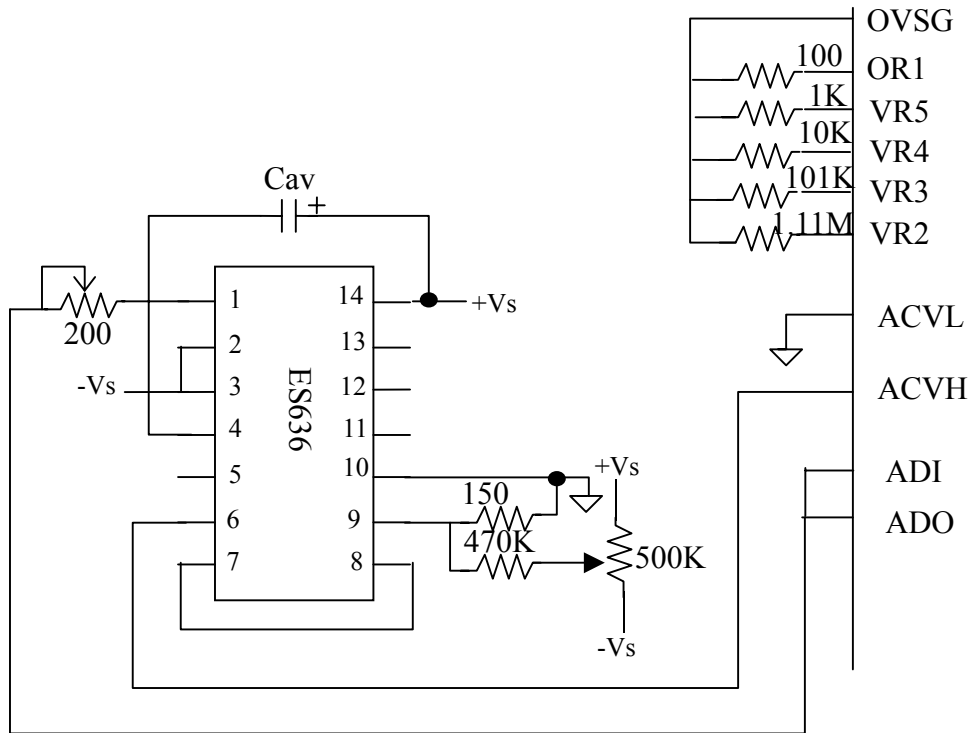 OVSG
100
OR1
1K
VR5
10K
VR4
101K
VR3
1.11M
VR2
Cav
+
200
1
14
+Vs
2
13
-Vs
3
12
4
11
5
10
6
9
7
8
ES636
ACVL
ACVH
ADI
ADO
+Vs
150
470K
500K
-Vs